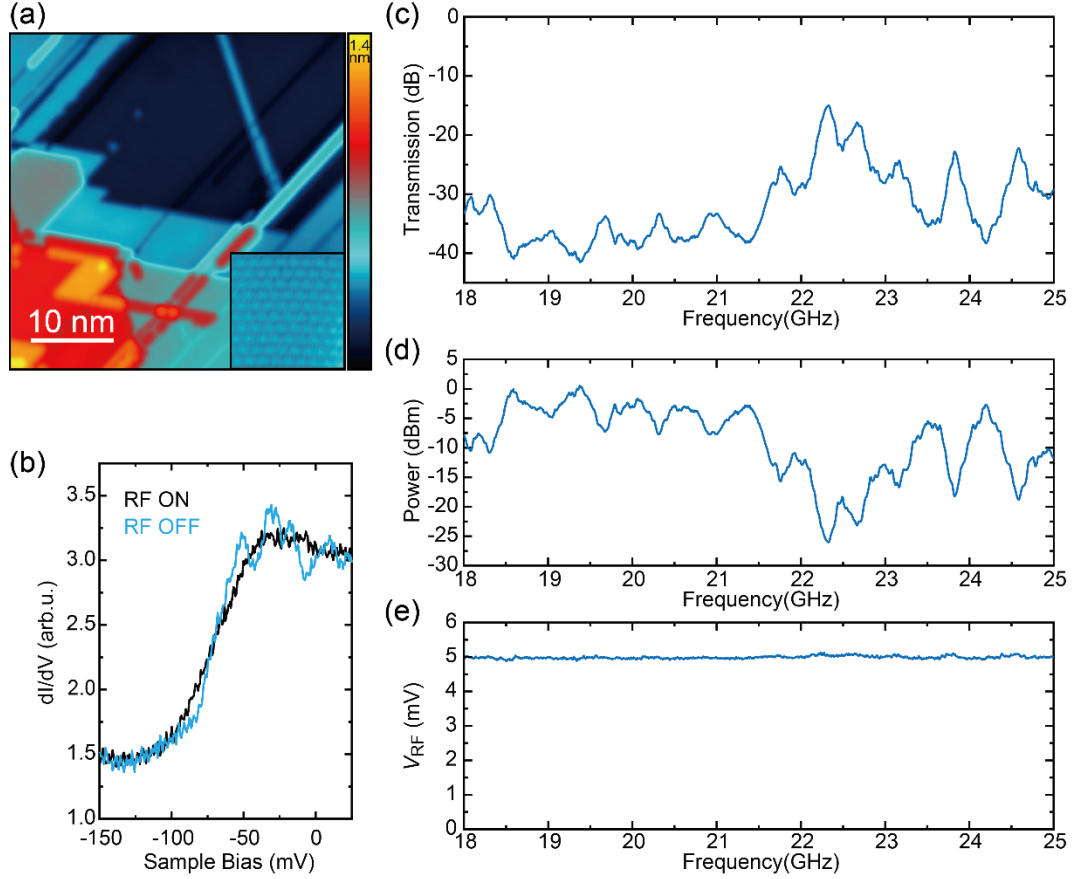 (a)
1.4
nm
10 nm
(b)
RF ON
RF OFF
dI/dV (arb.u.)
3.5
3.0
2.5
2.0
1.5
1.0
-150 -100 -50 0
Sample Bias (mV)
(c)
Transmission (dB)
0
-10
-20
-30
-40
18 19 20 21 22 23 24 25
Frequency(GHz)
(d)
Power (dBm)
5
0
-5
-10
-15
-20
-25
-30
18 19 20 21 22 23 24 25
Frequency(GHz)
(e)
VRF (mV)
6
5
4
3
2
1
0
18 19 20 21 22 23 24 25
Frequency(GHz)